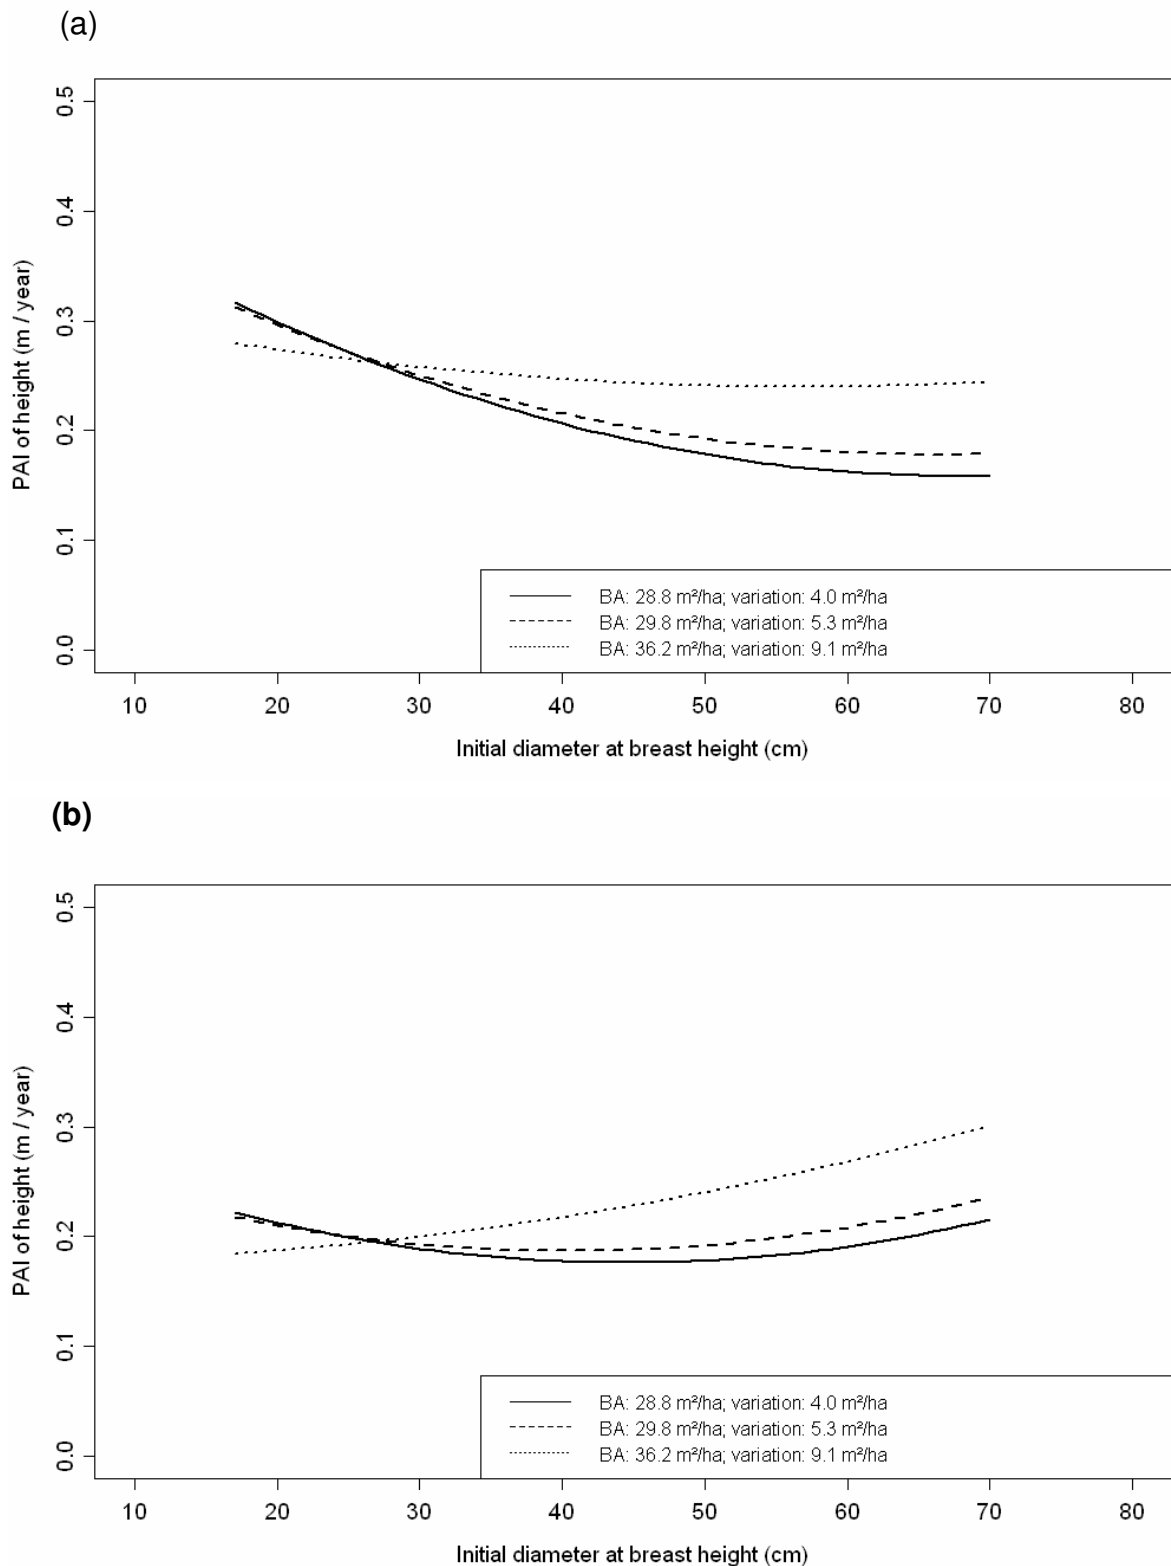 (a)
PAI of height (m / year)
0.5
0.4
0.3
0.2
0.1
0.0
BA: 28.8 m²/ha; variation: 4.0 m²/ha
BA: 29.8 m²/ha; variation: 5.3 m²/ha
BA: 36.2 m²/ha; variation: 9.1 m²/ha
10 20 30 40 50 60 70 80
Initial diameter at breast height (cm)
(b)
PAI of height (m / year)
0.5
0.4
0.3
0.2
0.1
0.0
BA: 28.8 m²/ha; variation: 4.0 m²/ha
BA: 29.8 m²/ha; variation: 5.3 m²/ha
BA: 36.2 m²/ha; variation: 9.1 m²/ha
10 20 30 40 50 60 70 80
Initial diameter at breast height (cm)